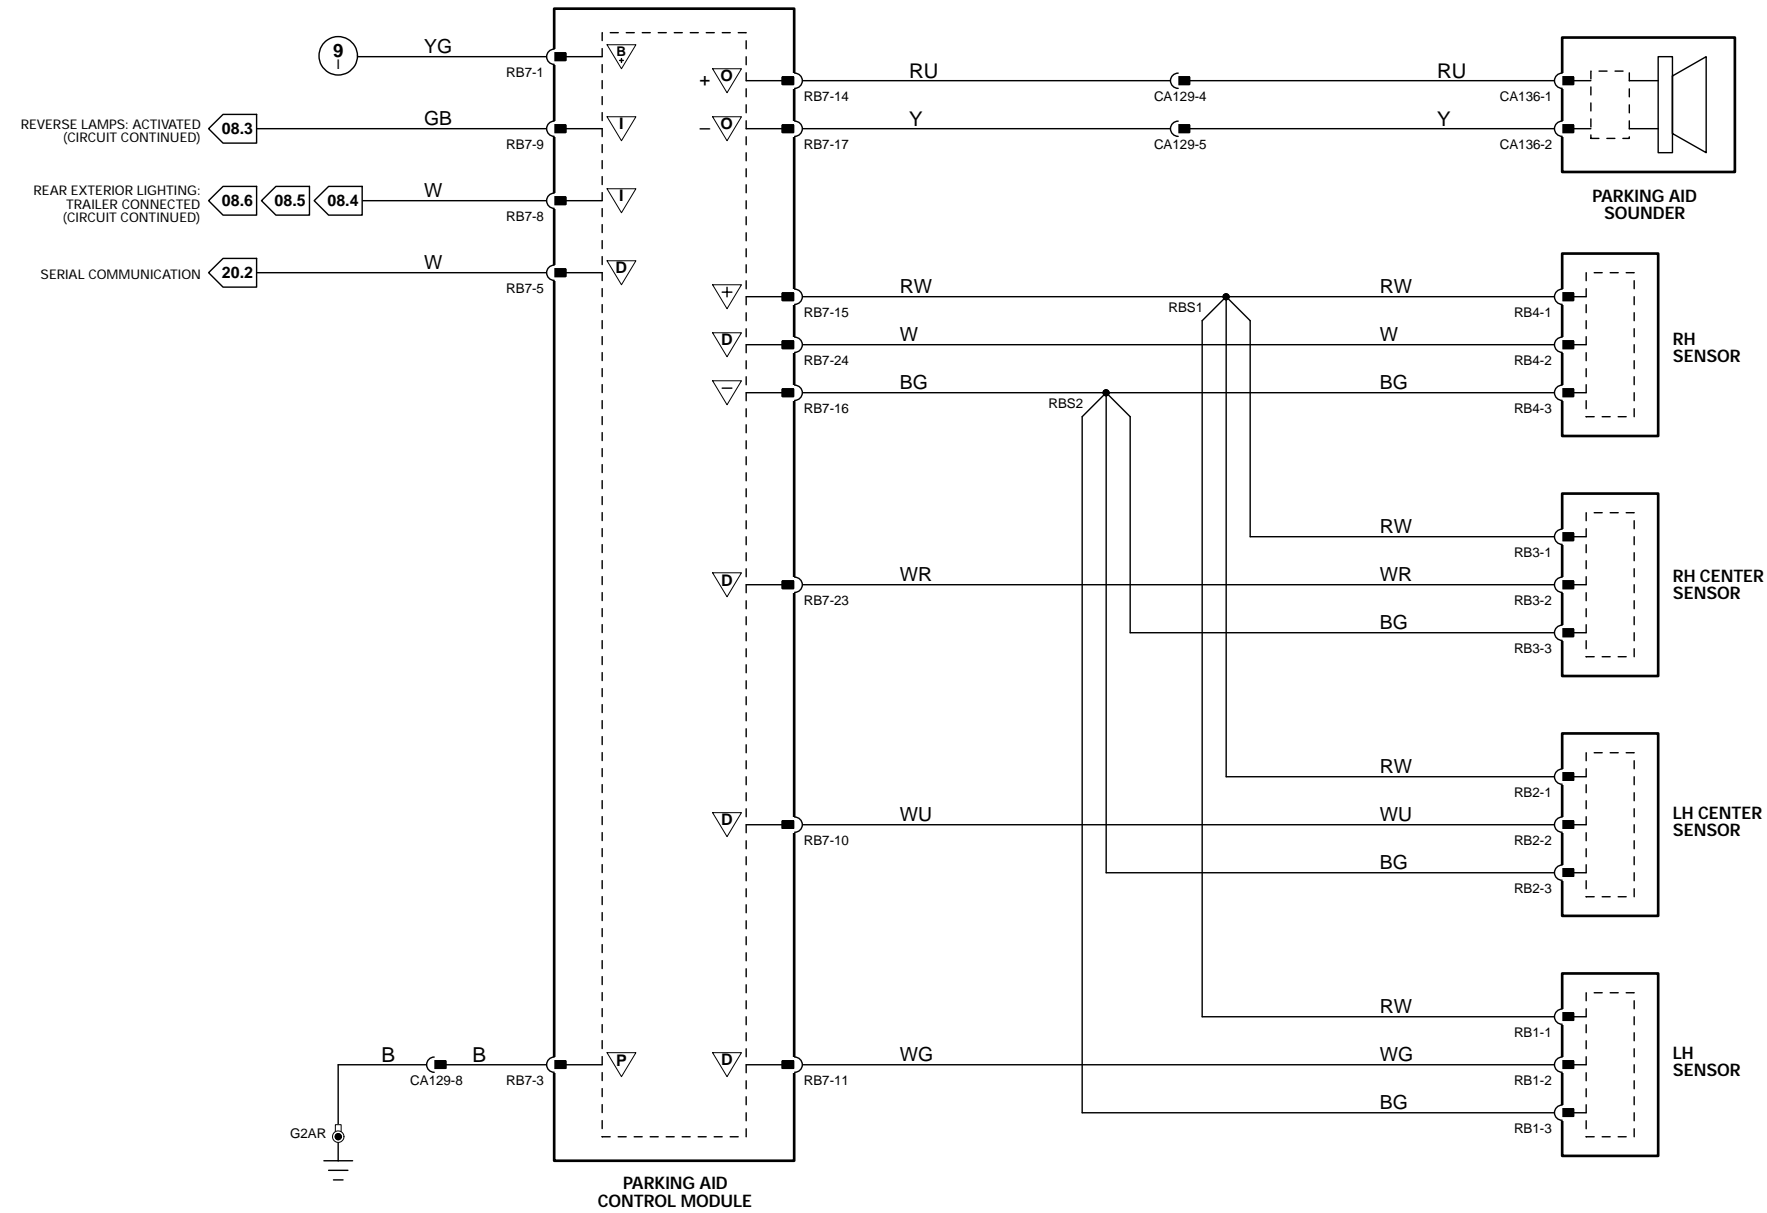 9
I
YG
RB7-1
B
+
REVERSE LAMPS: ACTIVATED
(CIRCUIT CONTINUED)
08.3
GB
RB7-9
I
REAR EXTERIOR LIGHTING:
TRAILER CONNECTED
(CIRCUIT CONTINUED)
08.6
08.5
08.4
W
RB7-8
I
SERIAL COMMUNICATION
20.2
W
RB7-5
D
+ O
RB7-14
RU
CA129-4
RU
CA136-1
– O
RB7-17
Y
CA129-5
Y
CA136-2
PARKING AID
SOUNDER
+
RB7-15
RW
RBS1
RW
RB4-1
D
RB7-24
W
W
RB4-2
–
RB7-16
BG
RBS2
BG
RB4-3
RH
SENSOR
RW
RB3-1
D
RB7-23
WR
WR
RB3-2
BG
RB3-3
RH CENTER
SENSOR
RW
RB2-1
D
RB7-10
WU
WU
RB2-2
BG
RB2-3
LH CENTER
SENSOR
RW
RB1-1
D
RB7-11
WG
WG
RB1-2
BG
RB1-3
LH
SENSOR
B
CA129-8
B
RB7-3
P
G2AR
PARKING AID
CONTROL MODULE